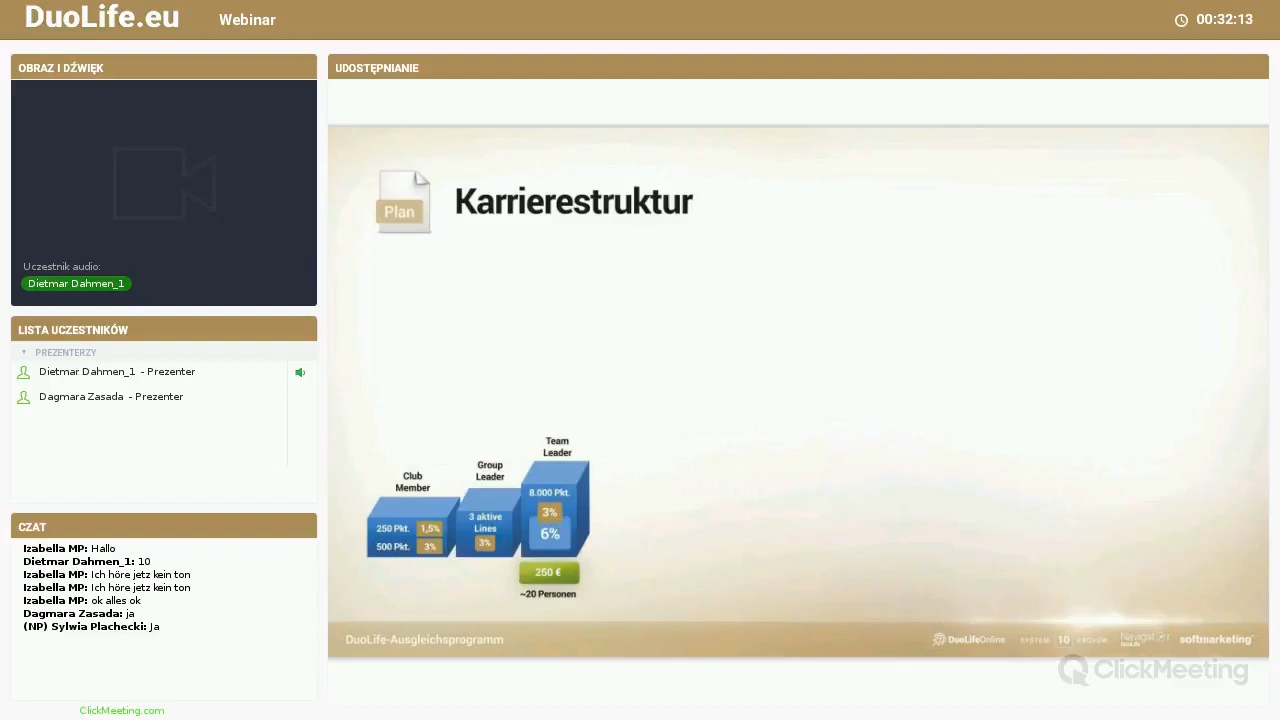 DuoLife.eu
Webinar
00:32:13
OBRAZ I DŹWIĘK
Uczestnik audio:
Dietmar Dahmen_1
LISTA UCZESTNIKÓW
PREZENTERZY
Dietmar Dahmen_1 - Prezenter
Dagmara Zasada - Prezenter
CZAT
Izabella MP: Hallo
Dietmar Dahmen_1: 10
Izabella MP: Ich höre jetz kein ton
Izabella MP: Ich höre jetz kein ton
Izabella MP: ok alles ok
Dagmara Zasada: ja
(NP) Sylwia Plachecki: Ja
ClickMeeting.com
UDOSTĘPNIANIE
Plan
Karrierestruktur
Club
Member
250 Pkt. 1,5%
500 Pkt. 3%
Group
Leader
3 aktive
Lines
3%
Team
Leader
8.000 Pkt.
3%
6%
250 €
~20 Personen
DuoLife-Ausgleichsprogramm
DuoLifeOnline
SYSTEM 10 KROKÓW
Navigator
DuoLife
softmarketing
ClickMeeting